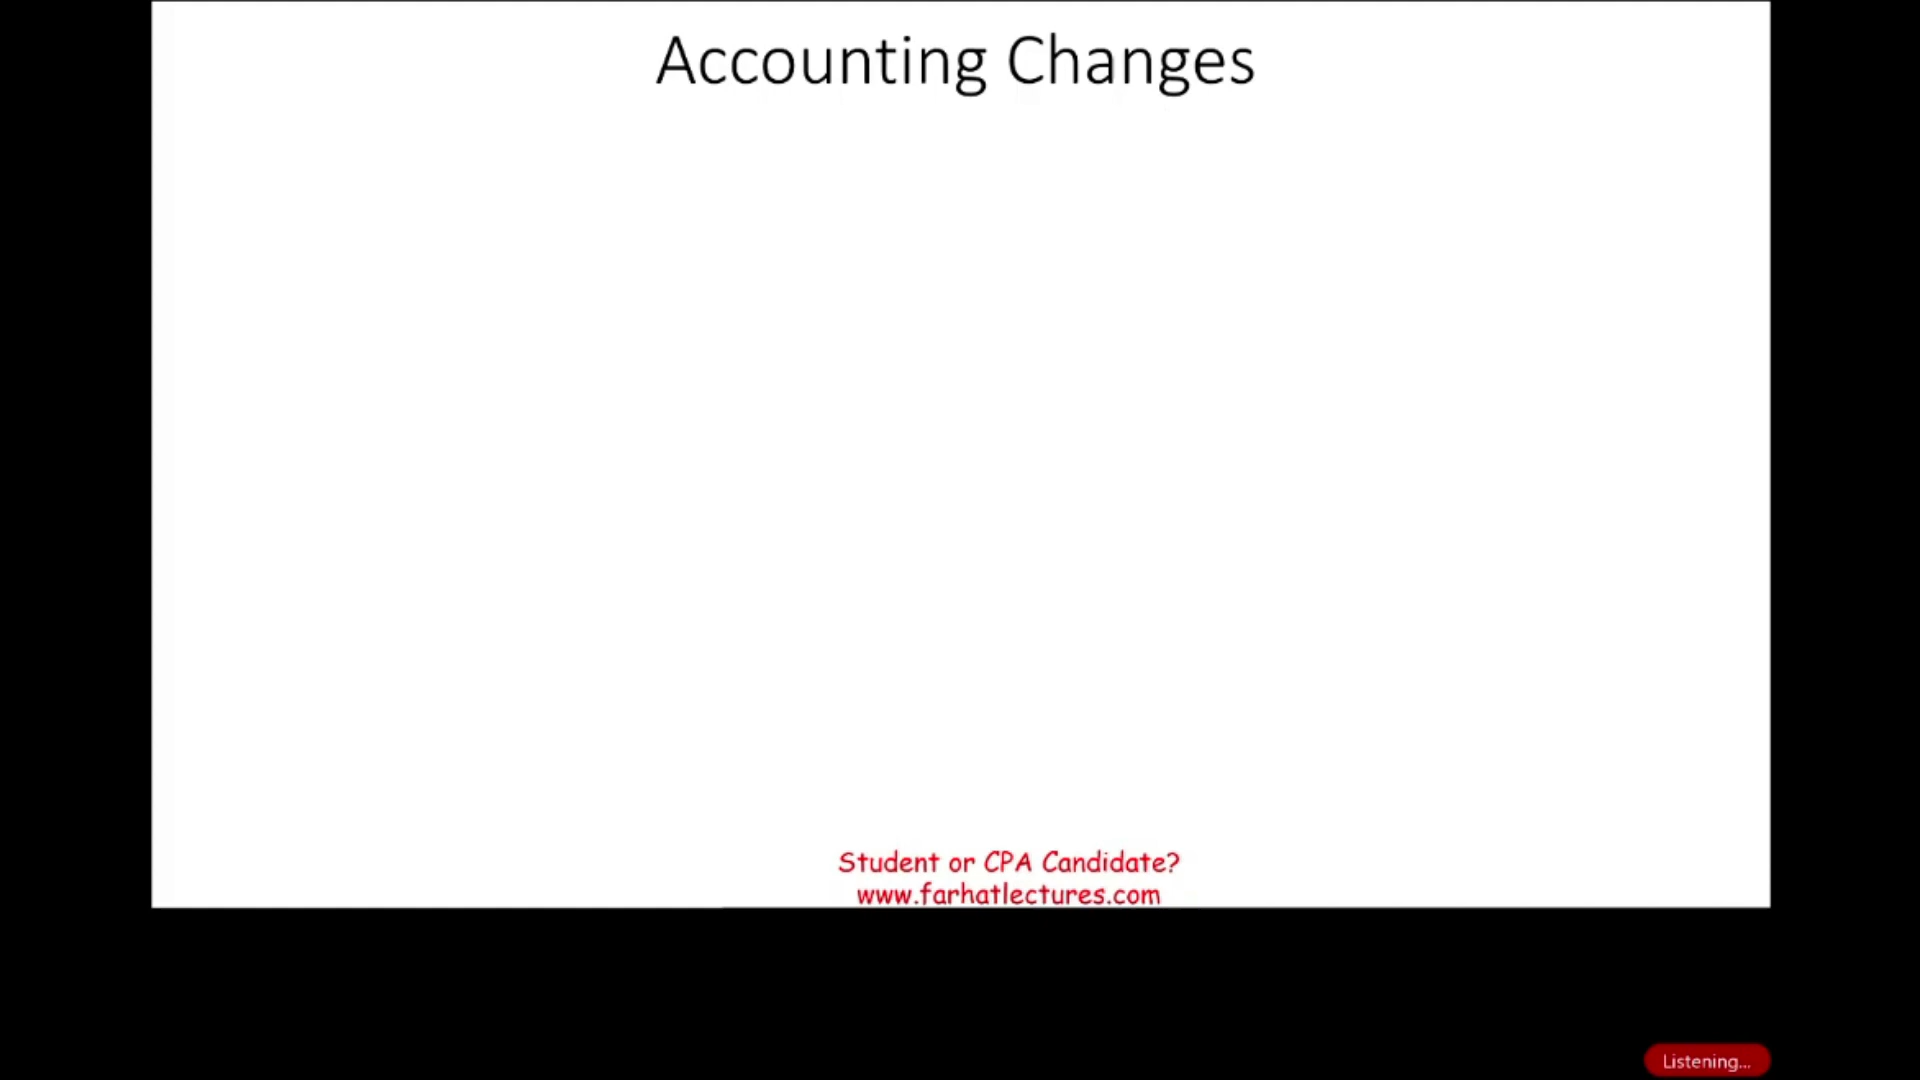 Accounting Changes
Student or CPA Candidate?
www.farhatlectures.com
Listening...